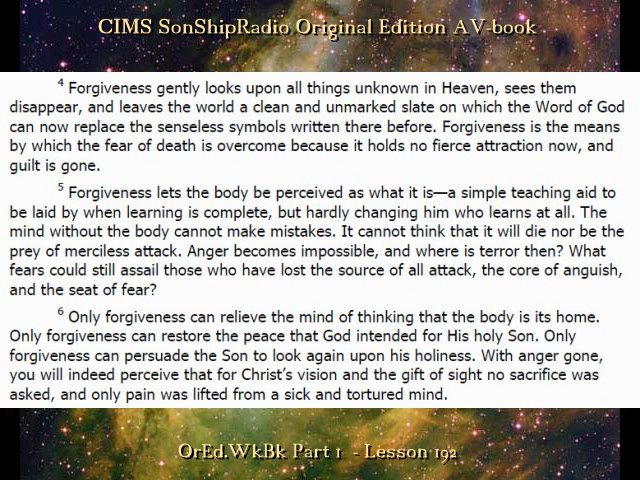 CIMS SonShipRadio Original Edition AV-book
4 Forgiveness gently looks upon all things unknown in Heaven, sees them
disappear, and leaves the world a clean and unmarked slate on which the Word of God
can now replace the senseless symbols written there before. Forgiveness is the means
by which the fear of death is overcome because it holds no fierce attraction now, and
guilt is gone.
5 Forgiveness lets the body be perceived as what it is—a simple teaching aid to
be laid by when learning is complete, but hardly changing him who learns at all. The
mind without the body cannot make mistakes. It cannot think that it will die nor be the
prey of merciless attack. Anger becomes impossible, and where is terror then? What
fears could still assail those who have lost the source of all attack, the core of anguish,
and the seat of fear?
6 Only forgiveness can relieve the mind of thinking that the body is its home.
Only forgiveness can restore the peace that God intended for His holy Son. Only
forgiveness can persuade the Son to look again upon his holiness. With anger gone,
you will indeed perceive that for Christ's vision and the gift of sight no sacrifice was
asked, and only pain was lifted from a sick and tortured mind.
OrEd.WkBk Part 1 - Lesson 192